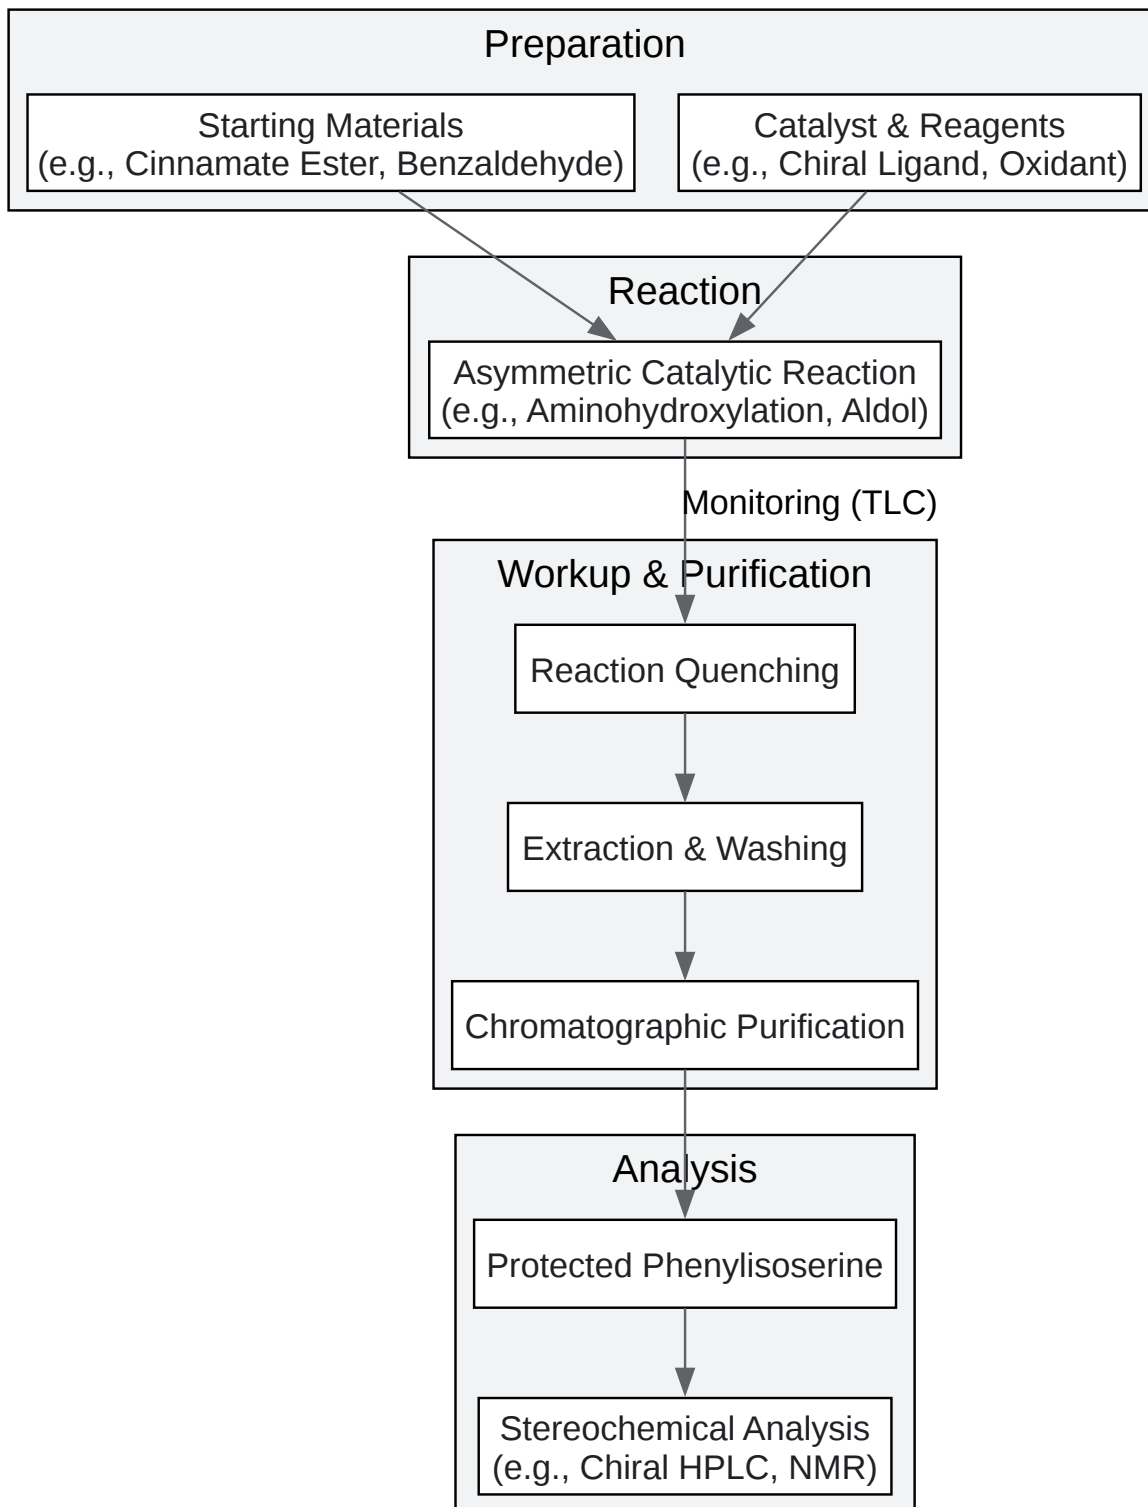 Preparation
Starting Materials
(e.g., Cinnamate Ester, Benzaldehyde)
Catalyst & Reagents
(e.g., Chiral Ligand, Oxidant)
Reaction
Asymmetric Catalytic Reaction
(e.g., Aminohydroxylation, Aldol)
Monitoring (TLC)
Workup & Purification
Reaction Quenching
Extraction & Washing
Chromatographic Purification
Analysis
Protected Phenylisoserine
Stereochemical Analysis
(e.g., Chiral HPLC, NMR)